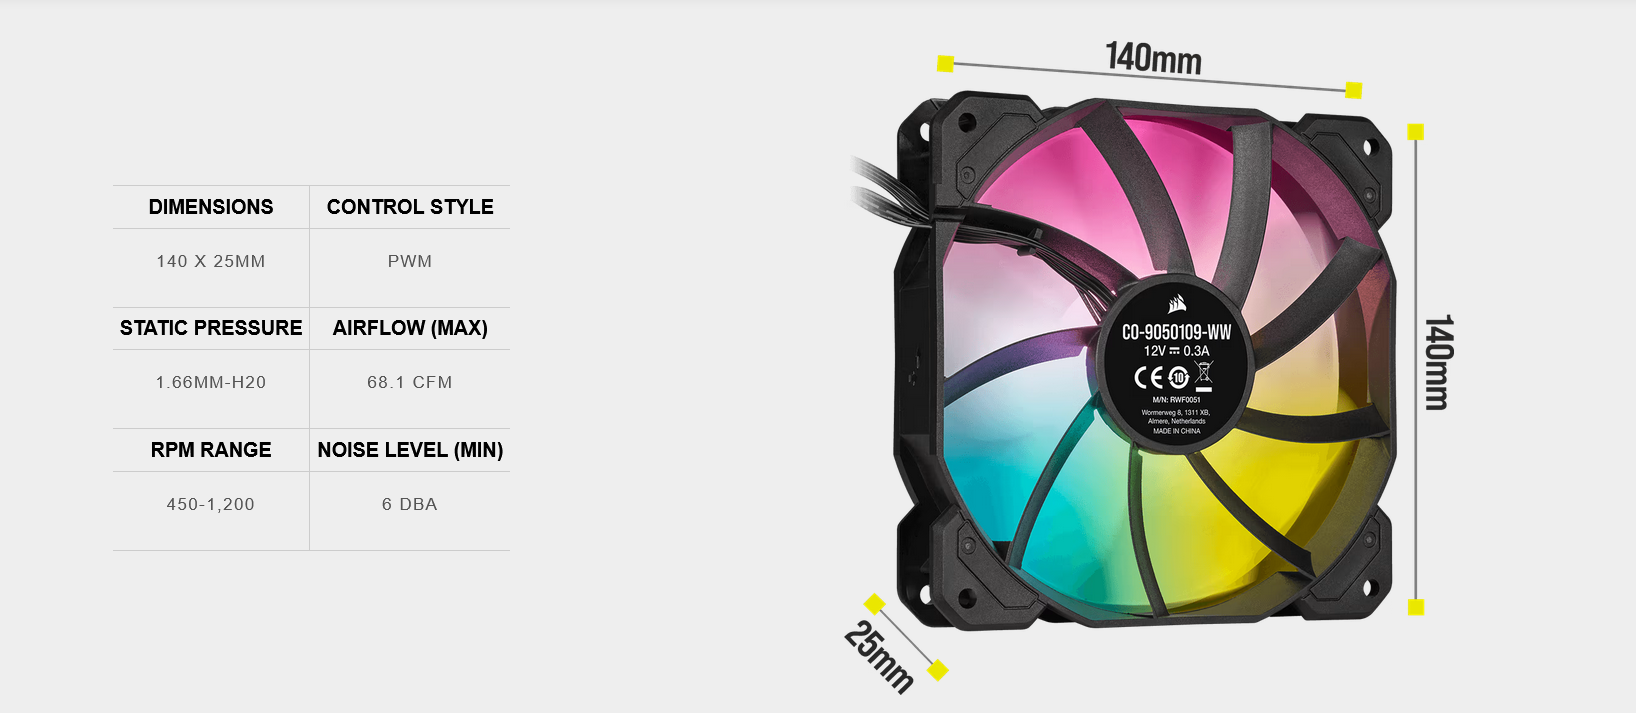 DIMENSIONS CONTROL STYLE
140 X 25MM PWM
STATIC PRESSURE AIRFLOW (MAX)
1.66MM-H20 68.1 CFM
RPM RANGE NOISE LEVEL (MIN)
450-1,200 6 DBA
140mm
140mm
25mm
CO-9050109-WW
12V ⎓ 0.3A
CE 10
M/N: RWF0051
Wormerweg 8, 1311 XB,
Almere, Netherlands
MADE IN CHINA